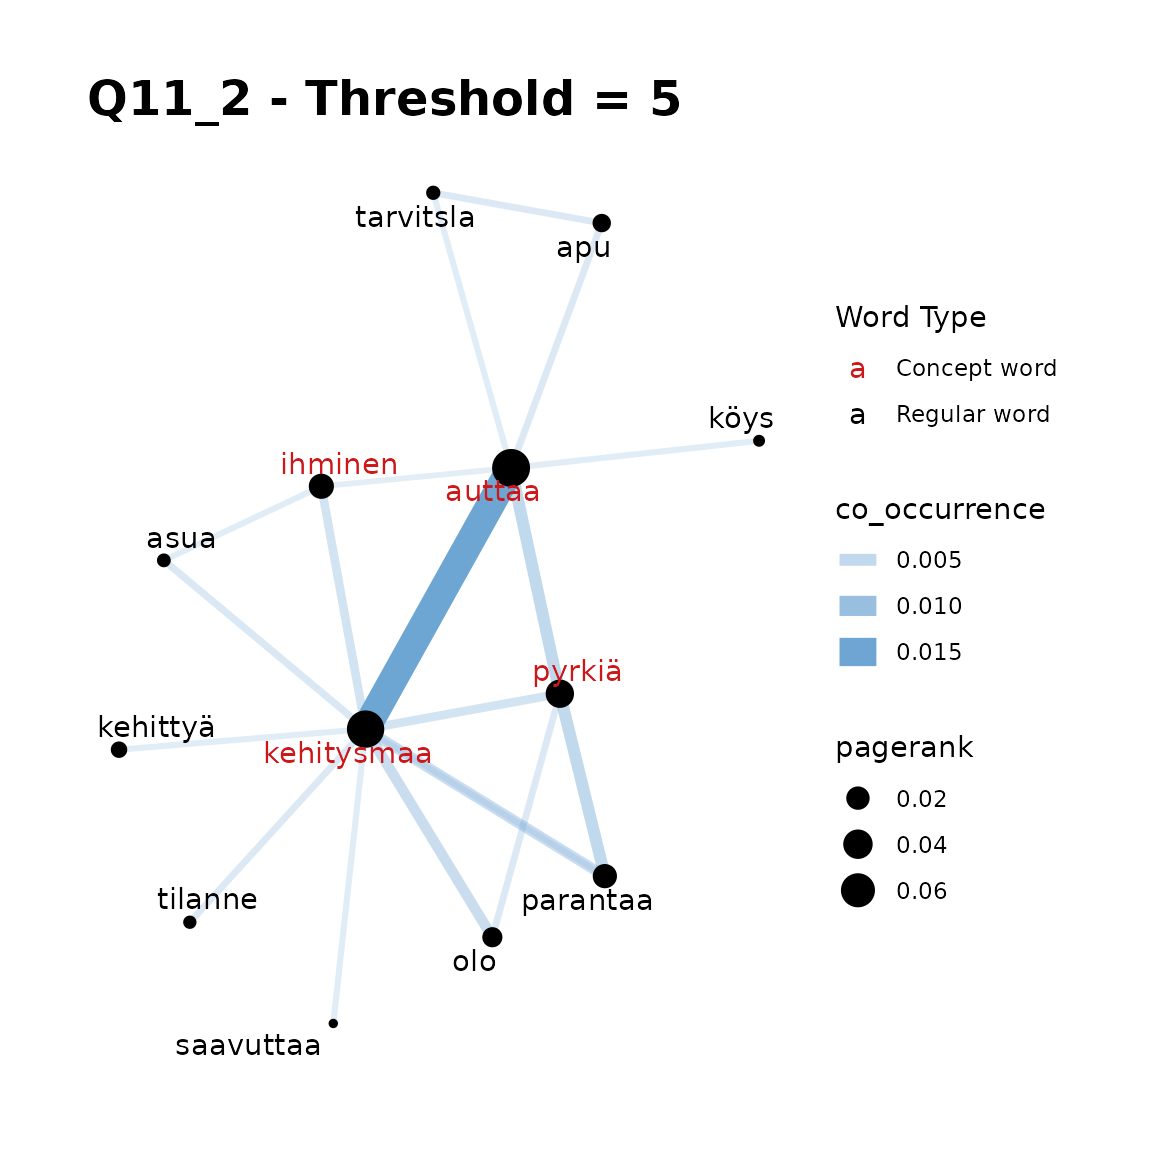 Q11_2 - Threshold = 5
tarvitsla
apu
köys
ihminen
auttaa
asua
pyrkiä
kehittyä
kehitysmaa
tilanne
parantaa
olo
saavuttaa
Word Type
a Concept word
a Regular word
co_occurrence
0.005
0.010
0.015
pagerank
0.02
0.04
0.06